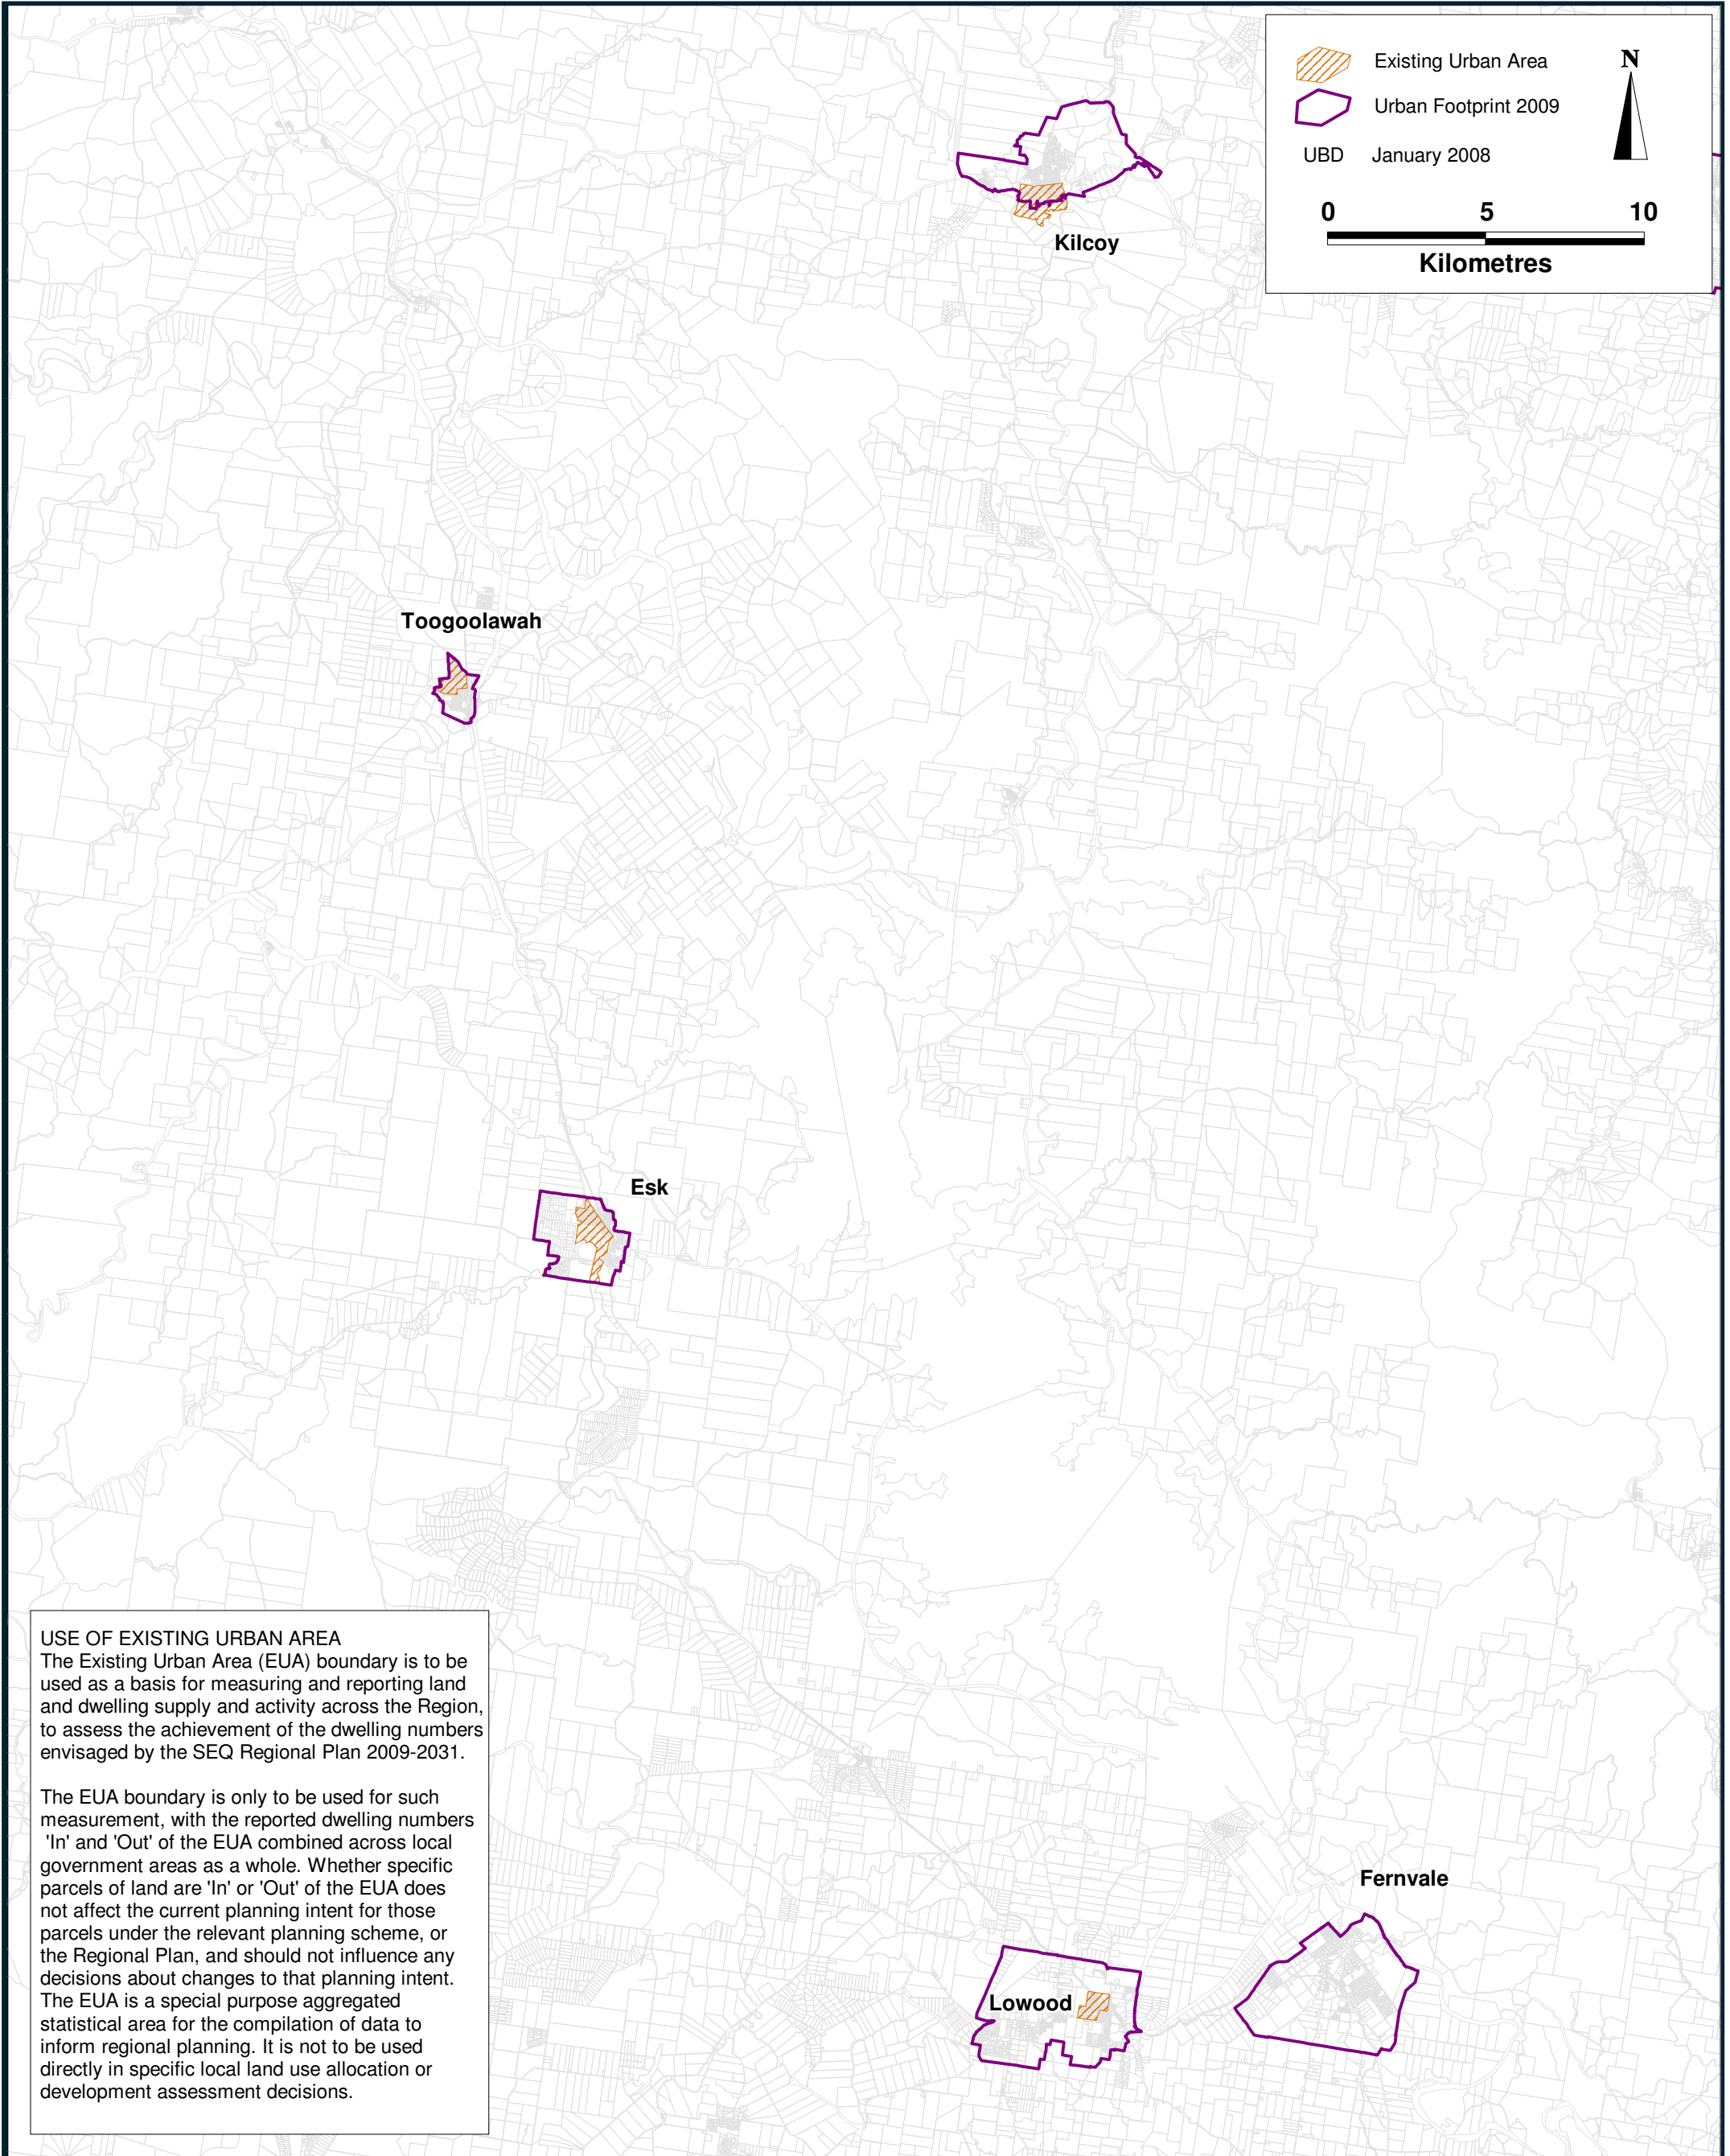 Existing Urban Area
N
Urban Footprint 2009
UBD January 2008
0 5 10
Kilometres
Kilcoy
Toogoolawah
Esk
USE OF EXISTING URBAN AREA
The Existing Urban Area (EUA) boundary is to be
used as a basis for measuring and reporting land
and dwelling supply and activity across the Region,
to assess the achievement of the dwelling numbers
envisaged by the SEQ Regional Plan 2009-2031.
The EUA boundary is only to be used for such
measurement, with the reported dwelling numbers
'In' and 'Out' of the EUA combined across local
government areas as a whole. Whether specific
parcels of land are 'In' or 'Out' of the EUA does
not affect the current planning intent for those
parcels under the relevant planning scheme, or
the Regional Plan, and should not influence any
decisions about changes to that planning intent.
The EUA is a special purpose aggregated
statistical area for the compilation of data to
inform regional planning. It is not to be used
directly in specific local land use allocation or
development assessment decisions.
Fernvale
Lowood